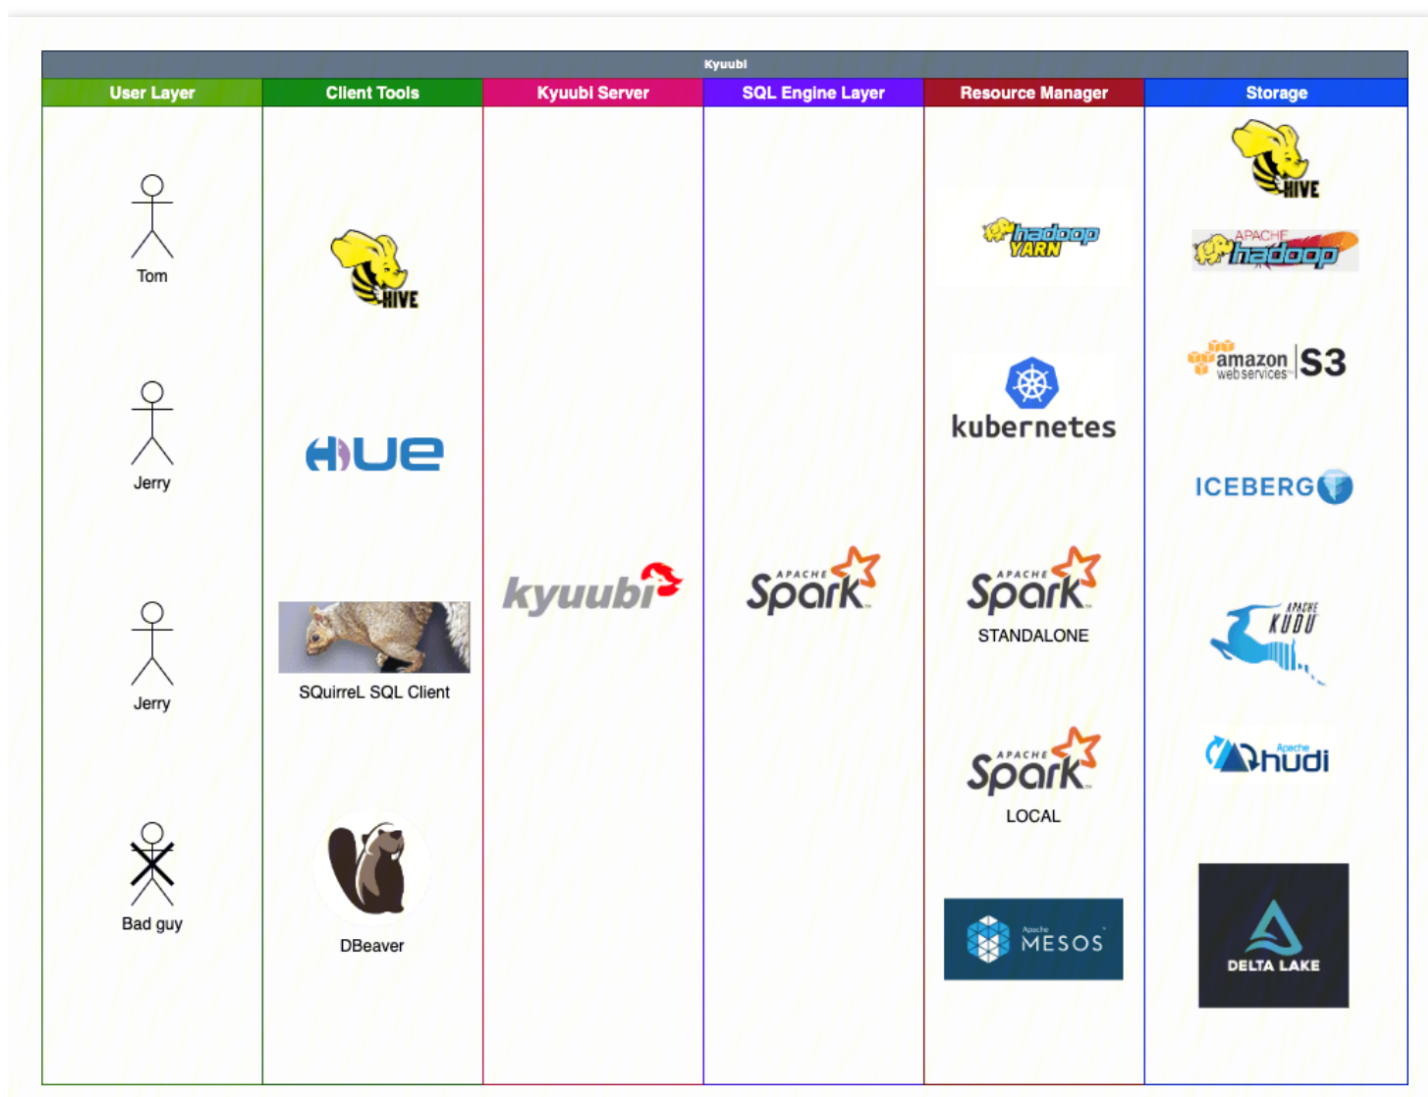 Kyuubi
User Layer
Client Tools
Kyuubi Server
SQL Engine Layer
Resource Manager
Storage
Tom
Jerry
Jerry
Bad guy
HIVE
HUE
SQuirreL SQL Client
DBeaver
kyuubi
APACHE
Spark
hadoop
YARN
kubernetes
APACHE
Spark
STANDALONE
APACHE
Spark
LOCAL
Apache
MESOS
HIVE
APACHE
hadoop
amazon
webservices
S3
ICEBERG
APACHE
KUDU
Apache
hudi
DELTA LAKE